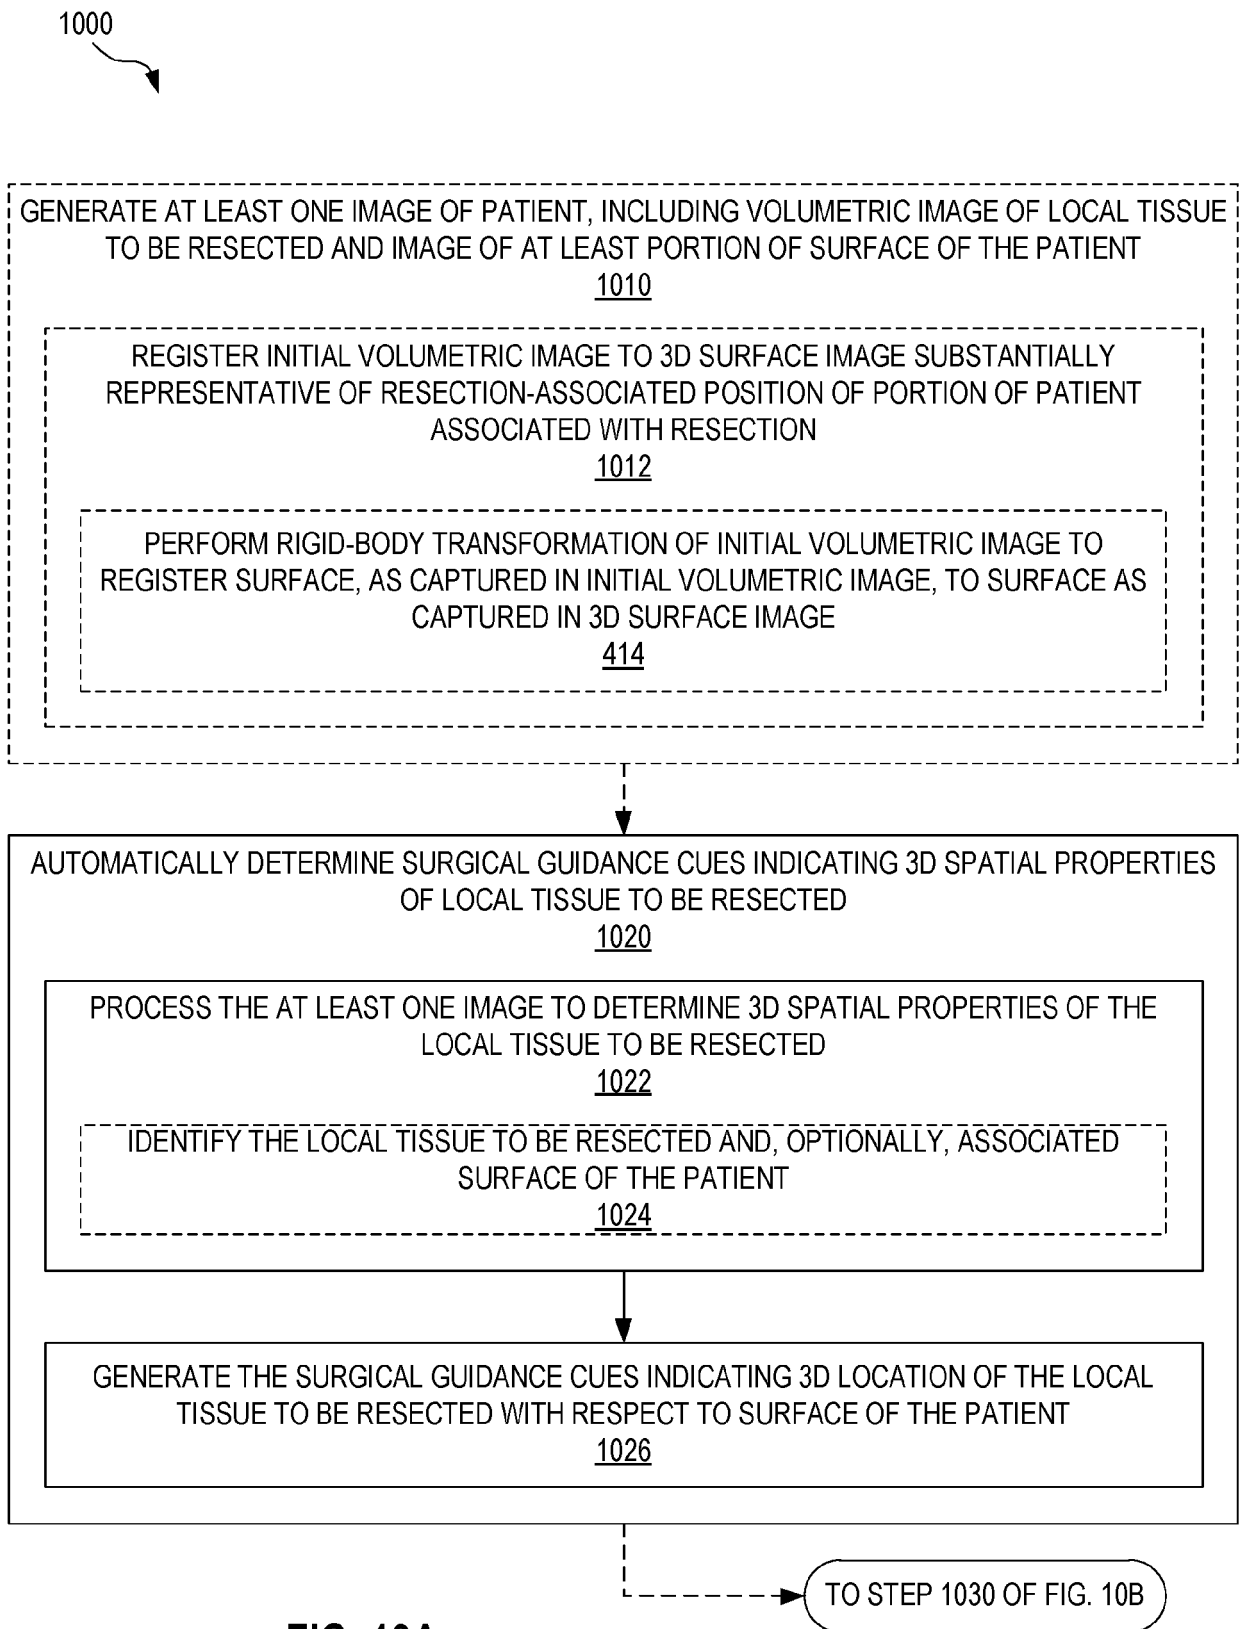 1000
GENERATE AT LEAST ONE IMAGE OF PATIENT, INCLUDING VOLUMETRIC IMAGE OF LOCAL TISSUE
TO BE RESECTED AND IMAGE OF AT LEAST PORTION OF SURFACE OF THE PATIENT
1010
REGISTER INITIAL VOLUMETRIC IMAGE TO 3D SURFACE IMAGE SUBSTANTIALLY
REPRESENTATIVE OF RESECTION-ASSOCIATED POSITION OF PORTION OF PATIENT
ASSOCIATED WITH RESECTION
1012
PERFORM RIGID-BODY TRANSFORMATION OF INITIAL VOLUMETRIC IMAGE TO
REGISTER SURFACE, AS CAPTURED IN INITIAL VOLUMETRIC IMAGE, TO SURFACE AS
CAPTURED IN 3D SURFACE IMAGE
414
AUTOMATICALLY DETERMINE SURGICAL GUIDANCE CUES INDICATING 3D SPATIAL PROPERTIES
OF LOCAL TISSUE TO BE RESECTED
1020
PROCESS THE AT LEAST ONE IMAGE TO DETERMINE 3D SPATIAL PROPERTIES OF THE
LOCAL TISSUE TO BE RESECTED
1022
IDENTIFY THE LOCAL TISSUE TO BE RESECTED AND, OPTIONALLY, ASSOCIATED
SURFACE OF THE PATIENT
1024
GENERATE THE SURGICAL GUIDANCE CUES INDICATING 3D LOCATION OF THE LOCAL
TISSUE TO BE RESECTED WITH RESPECT TO SURFACE OF THE PATIENT
1026
TO STEP 1030 OF FIG. 10B